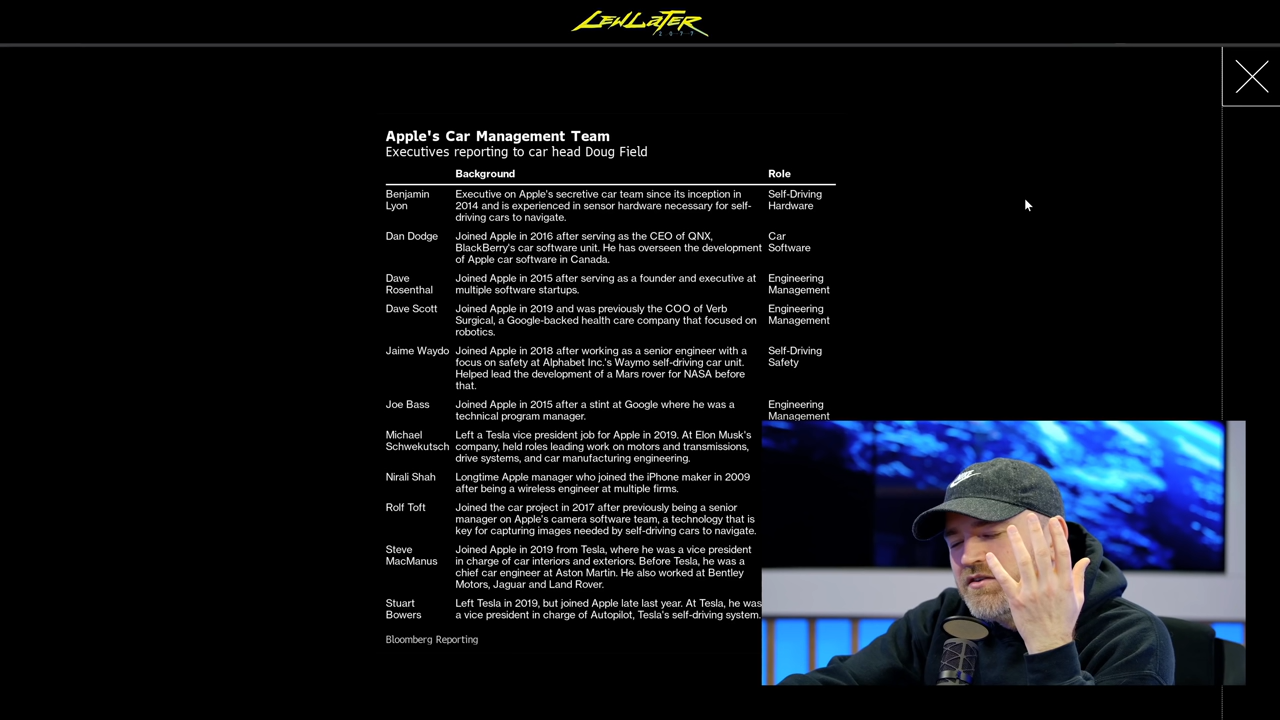 LEWLATER
2077
Apple's Car Management Team
Executives reporting to car head Doug Field
Background Role
Benjamin Lyon Executive on Apple's secretive car team since its inception in 2014 and is experienced in sensor hardware necessary for self-driving cars to navigate. Self-Driving Hardware
Dan Dodge Joined Apple in 2016 after serving as the CEO of QNX, BlackBerry's car software unit. He has overseen the development of Apple car software in Canada. Car Software
Dave Rosenthal Joined Apple in 2015 after serving as a founder and executive at multiple software startups. Engineering Management
Dave Scott Joined Apple in 2019 and was previously the COO of Verb Surgical, a Google-backed health care company that focused on robotics. Engineering Management
Jaime Waydo Joined Apple in 2018 after working as a senior engineer with a focus on safety at Alphabet Inc.'s Waymo self-driving car unit. Helped lead the development of a Mars rover for NASA before that. Self-Driving Safety
Joe Bass Joined Apple in 2015 after a stint at Google where he was a technical program manager. Engineering Management
Michael Schwekutsch Left a Tesla vice president job for Apple in 2019. At Elon Musk's company, held roles leading work on motors and transmissions, drive systems, and car manufacturing engineering.
Nirali Shah Longtime Apple manager who joined the iPhone maker in 2009 after being a wireless engineer at multiple firms.
Rolf Toft Joined the car project in 2017 after previously being a senior manager on Apple's camera software team, a technology that is key for capturing images needed by self-driving cars to navigate.
Steve MacManus Joined Apple in 2019 from Tesla, where he was a vice president in charge of car interiors and exteriors. Before Tesla, he was a chief car engineer at Aston Martin. He also worked at Bentley Motors, Jaguar and Land Rover.
Stuart Bowers Left Tesla in 2019, but joined Apple late last year. At Tesla, he was a vice president in charge of Autopilot, Tesla's self-driving system.
Bloomberg Reporting